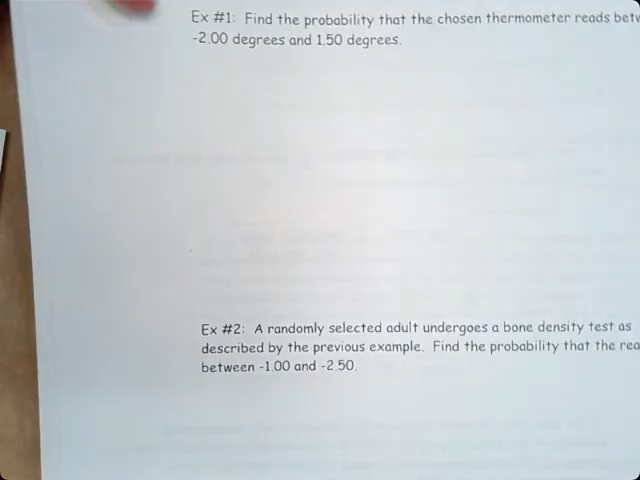 Ex #1: Find the probability that the chosen thermometer reads
-2.00 degrees and 1.50 degrees.
Ex #2: A randomly selected adult undergoes a bone density test as
described by the previous example. Find the probability that the
between -1.00 and -2.50.